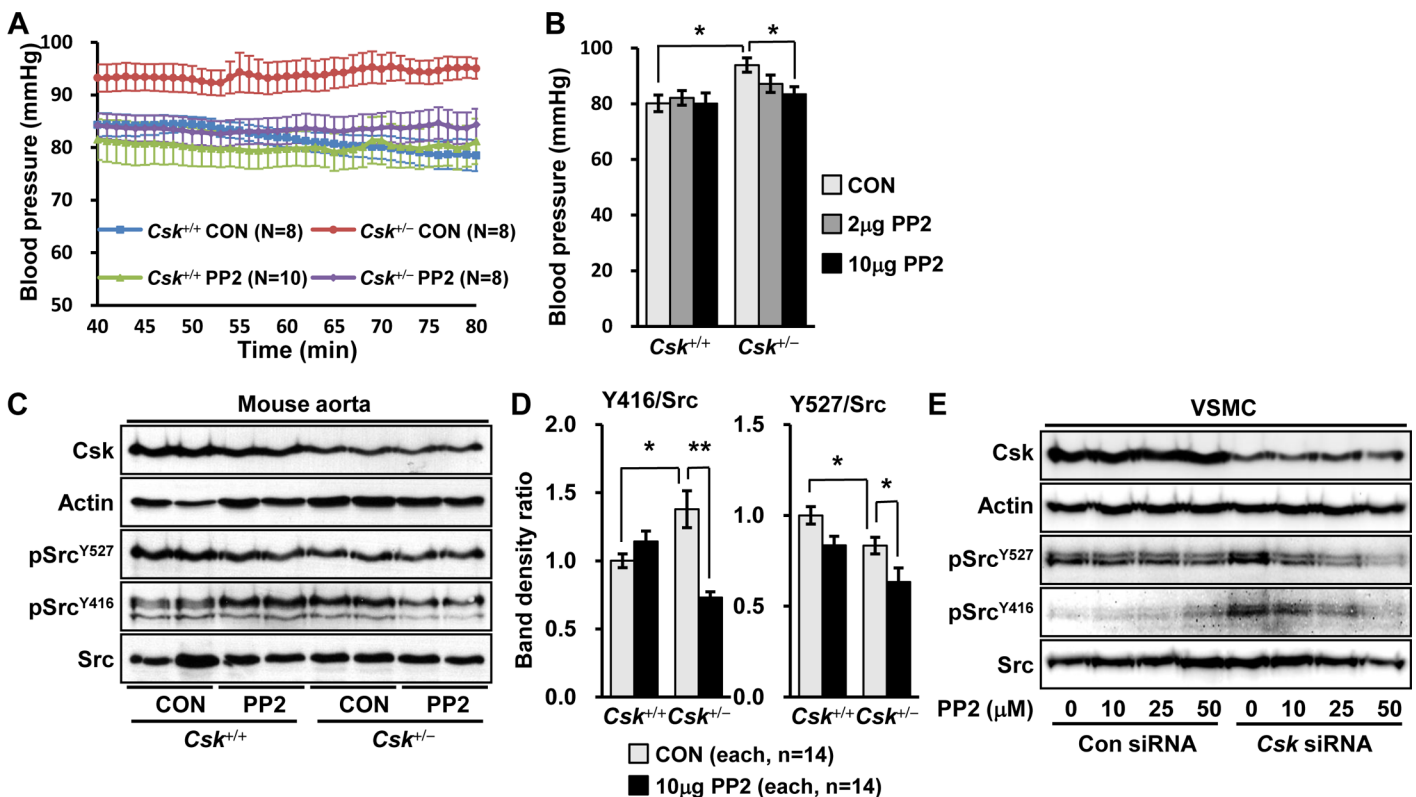 A
Blood pressure (mmHg)
100
90
80
70
60
50
40 45 50 55 60 65 70 75 80
Time (min)
Csk+/+ CON (N=8)
Csk+/− CON (N=8)
Csk+/+ PP2 (N=10)
Csk+/− PP2 (N=8)
B
Blood pressure (mmHg)
100
80
60
40
20
0
* *
Csk+/+ Csk+/−
CON
2μg PP2
10μg PP2
C
Mouse aorta
Csk
Actin
pSrcY527
pSrcY416
Src
CON PP2 CON PP2
Csk+/+ Csk+/−
D
Band density ratio
Y416/Src
2.0
1.5
1.0
0.5
0.0
* **
Csk+/+ Csk+/−
Y527/Src
1.5
1.0
0.5
0.0
* *
Csk+/+ Csk+/−
CON (each, n=14)
10μg PP2 (each, n=14)
E
VSMC
Csk
Actin
pSrcY527
pSrcY416
Src
PP2 (μM) 0 10 25 50 0 10 25 50
Con siRNA Csk siRNA